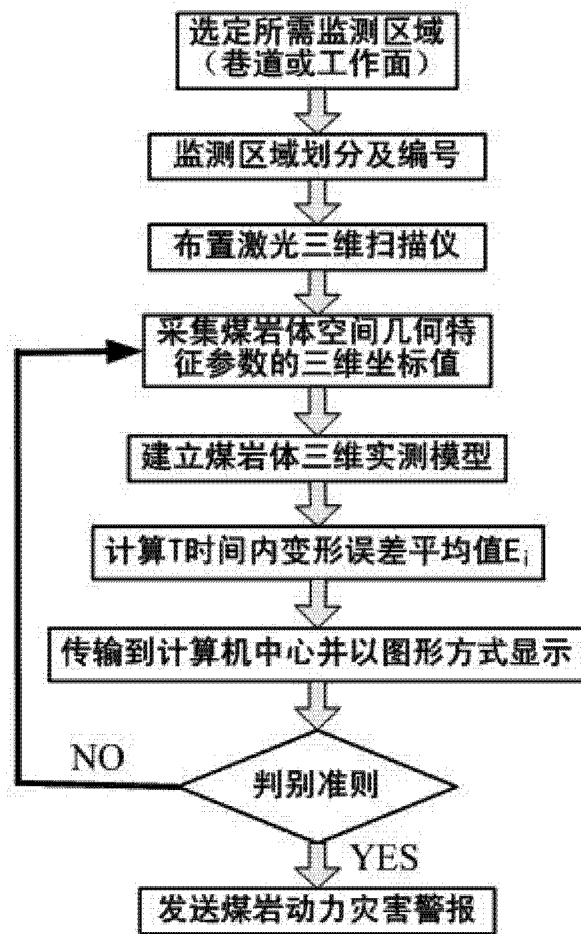 选定所需监测区域
（巷道或工作面）
监测区域划分及编号
布置激光三维扫描仪
采集煤岩体空间几何特
征参数的三维坐标值
建立煤岩体三维实测模型
计算T时间内变形误差平均值Ei
传输到计算机中心并以图形方式显示
NO
判别准则
YES
发送煤岩动力灾害警报